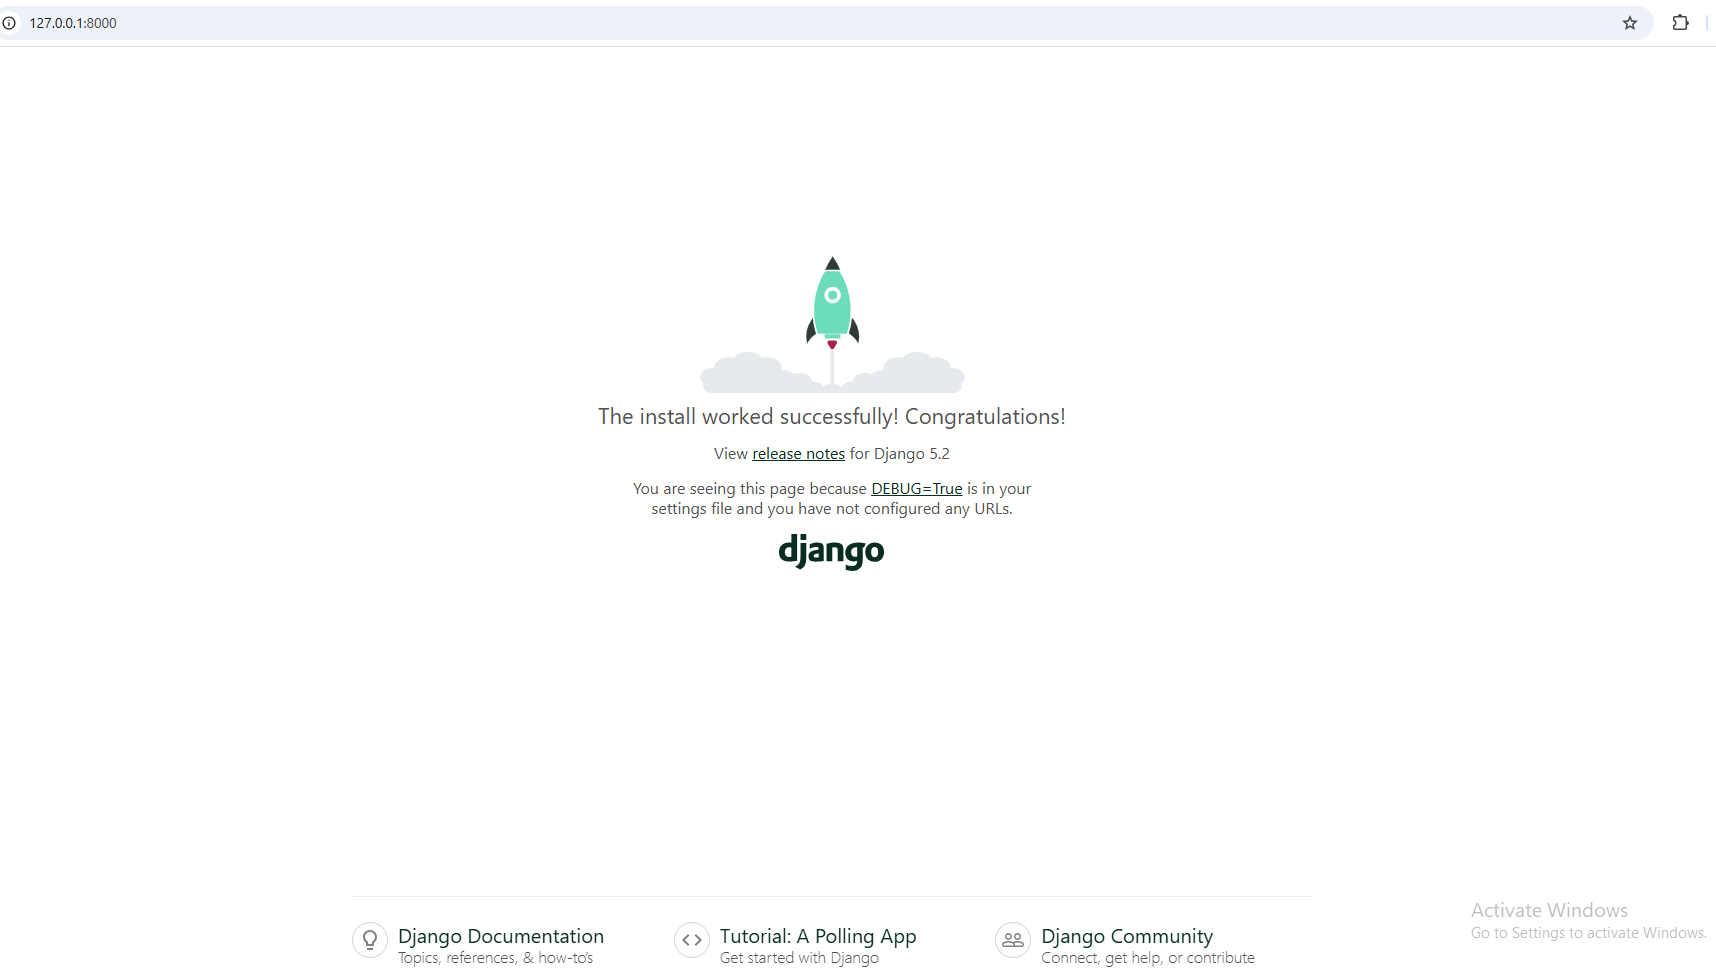 127.0.0.1:8000
The install worked successfully! Congratulations!
View release notes for Django 5.2
You are seeing this page because DEBUG=True is in your
settings file and you have not configured any URLs.
django
Django Documentation
Topics, references, & how-to's
Tutorial: A Polling App
Get started with Django
Django Community
Connect, get help, or contribute
Activate Windows
Go to Settings to activate Windows.